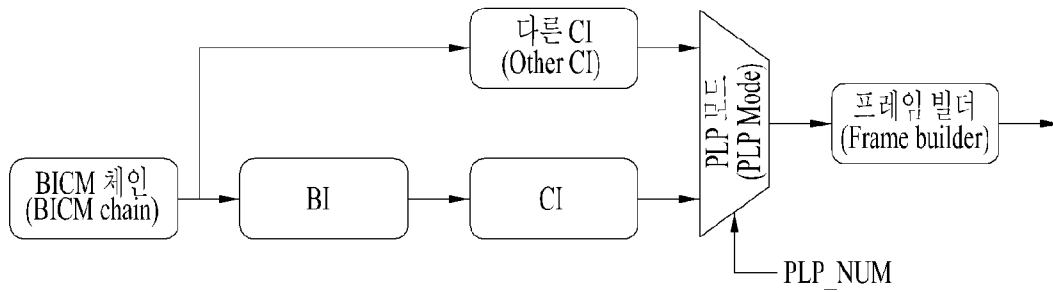 다른 CI
(Other CI)
PLP 모드
(PLP Mode)
프레임 빌더
(Frame builder)
BICM 체인
(BICM chain)
BI
CI
PLP_NUM